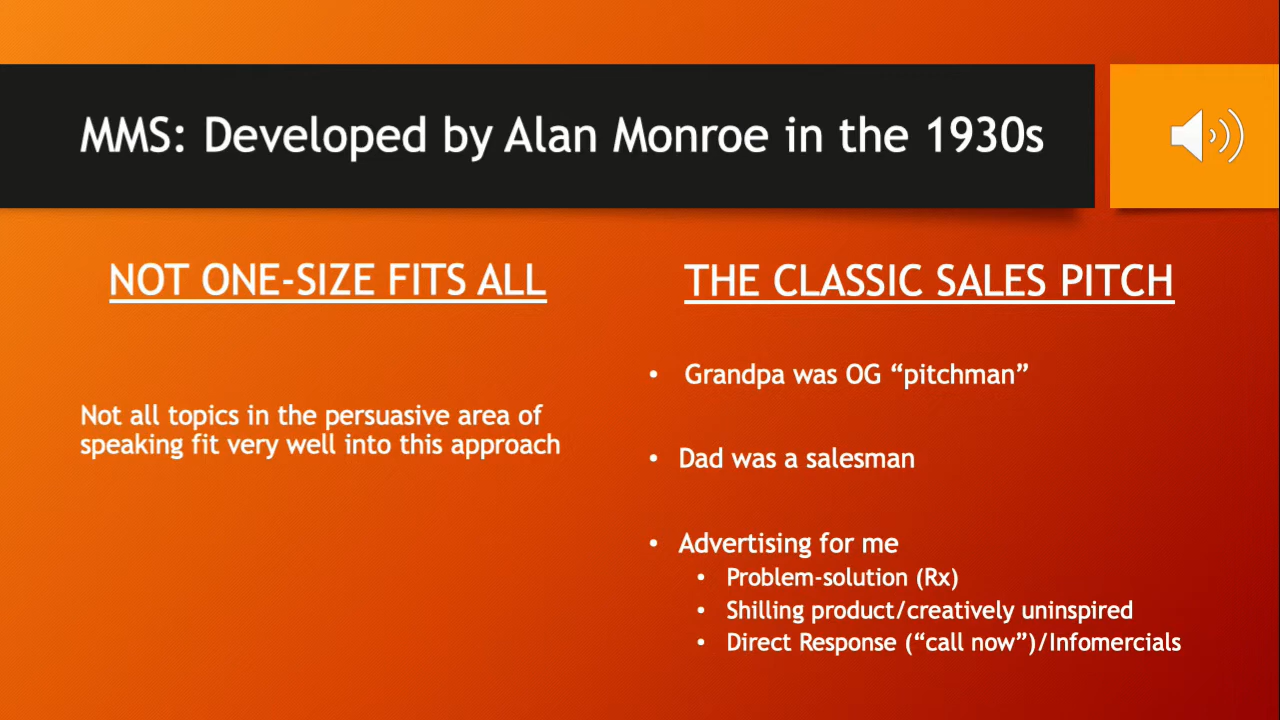 MMS: Developed by Alan Monroe in the 1930s
NOT ONE-SIZE FITS ALL
Not all topics in the persuasive area of
speaking fit very well into this approach
THE CLASSIC SALES PITCH
• Grandpa was OG “pitchman”
• Dad was a salesman
• Advertising for me
• Problem-solution (Rx)
• Shilling product/creatively uninspired
• Direct Response (“call now”)/Infomercials